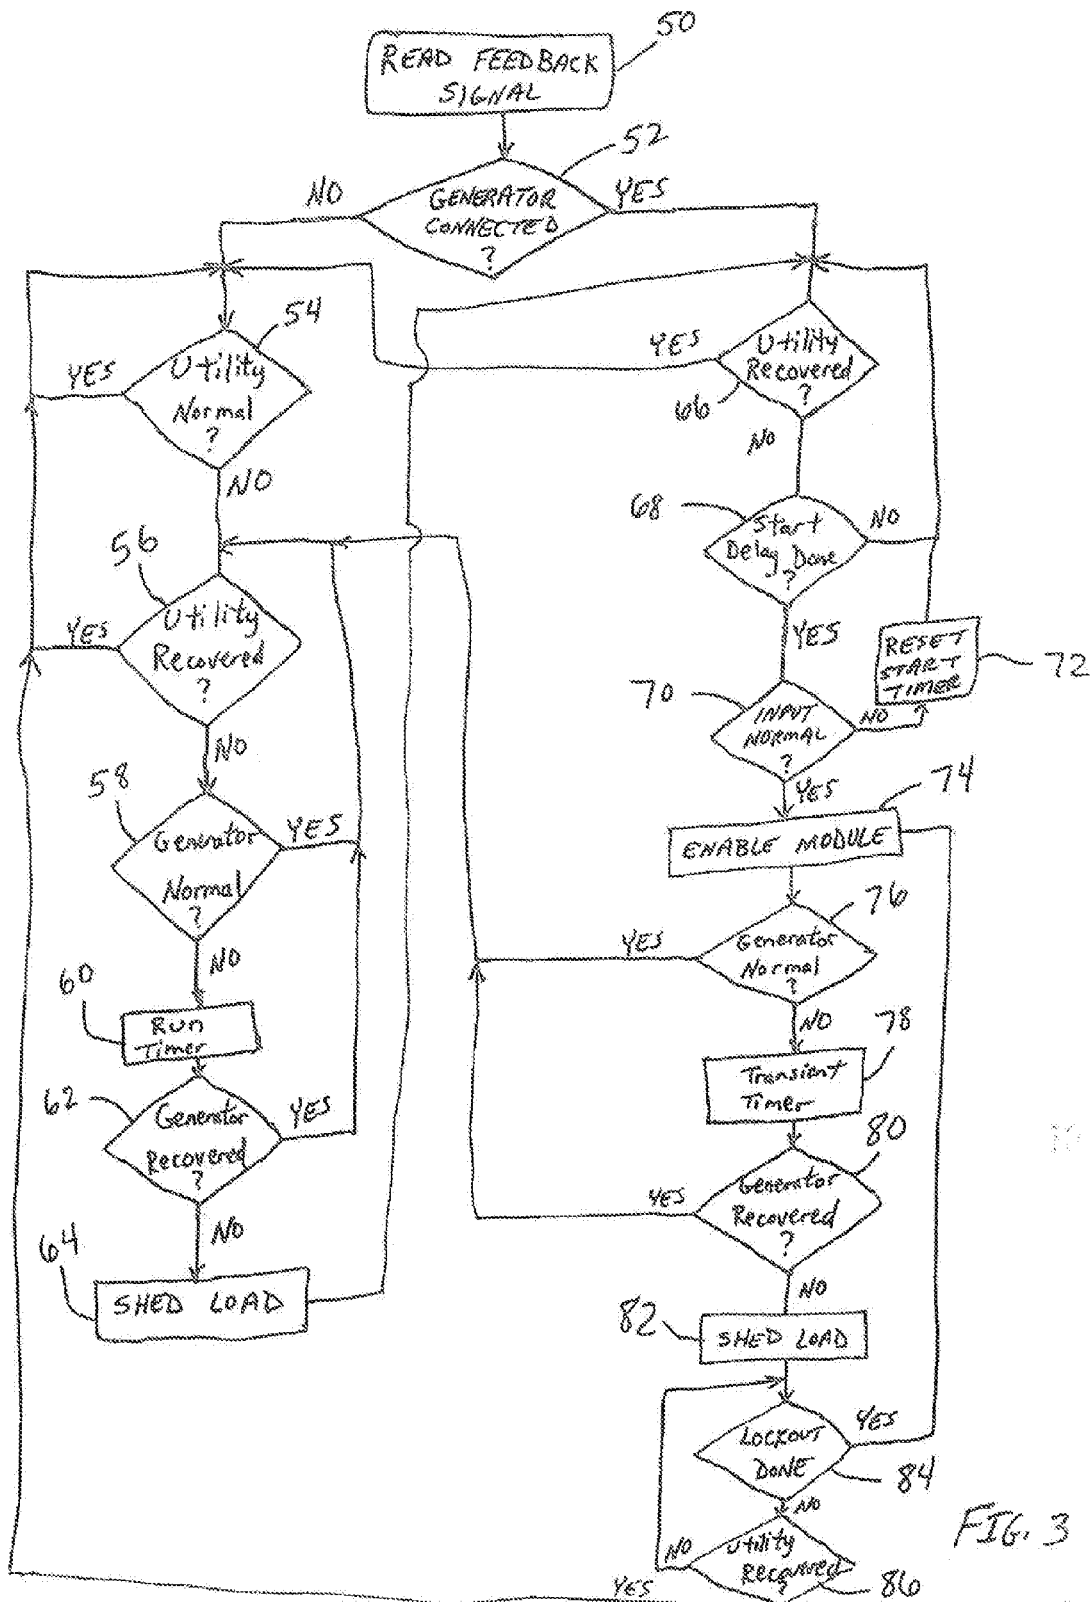 50
READ FEEDBACK
SIGNAL
52
NO
GENERATOR
CONNECTED
?
YES
54
YES
Utility
Normal
?
NO
YES
Utility
Recovered
?
66
NO
56
YES
Utility
Recovered
?
NO
68
Start
Delay Done
?
NO
YES
RESET
START
TIMER
72
70
INPUT
NORMAL
?
NO
YES
58
Generator
Normal
?
YES
NO
74
ENABLE MODULE
76
YES
Generator
Normal
?
NO
60
RUN
Timer
78
Transient
Timer
62
Generator
Recovered
?
YES
NO
80
YES
Generator
Recovered
?
NO
64
SHED LOAD
82
SHED LOAD
LOCKOUT
DONE
YES
84
NO
NO
Utility
Recovered
?
YES
86
FIG. 3